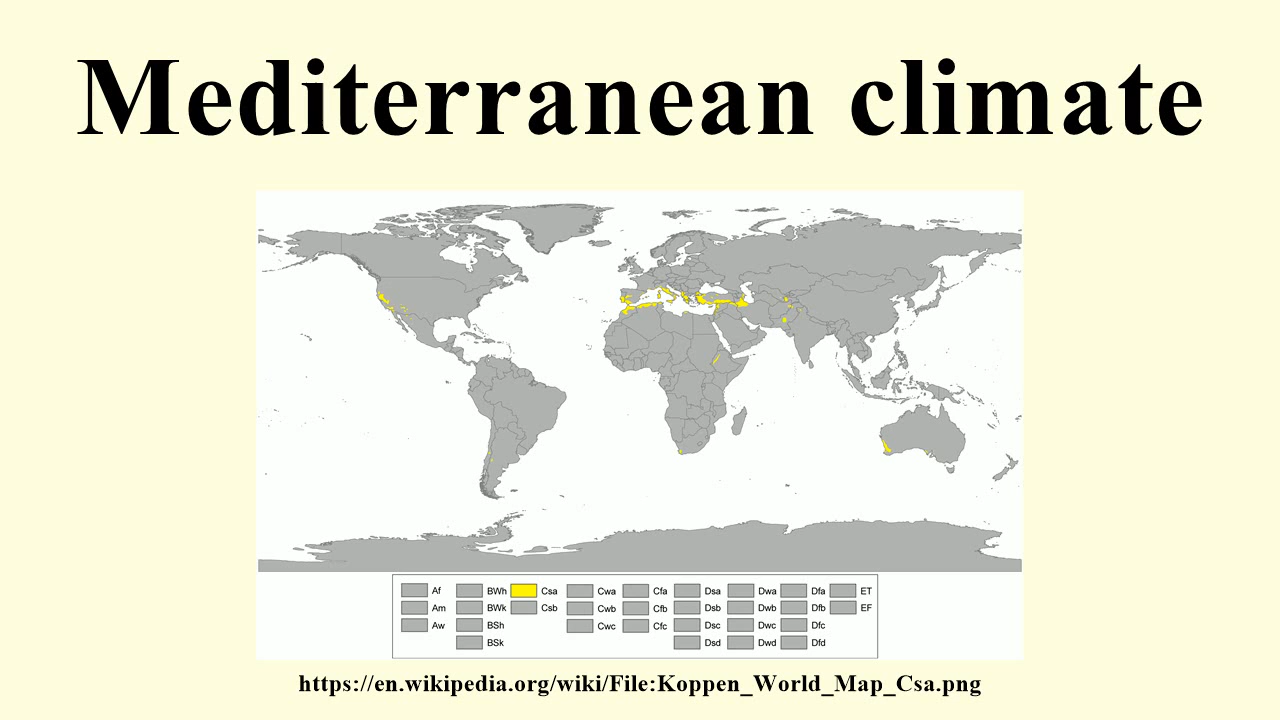 Mediterranean climate
Af BWh Csa Cwa Cfa Dsa Dwa Dfa ET
Am BWk Csb Cwb Cfb Dsb Dwb Dfb EF
Aw BSh Cwc Cfc Dsc Dwc Dfc
BSk Dsd Dwd Dfd
https://en.wikipedia.org/wiki/File:Koppen_World_Map_Csa.png